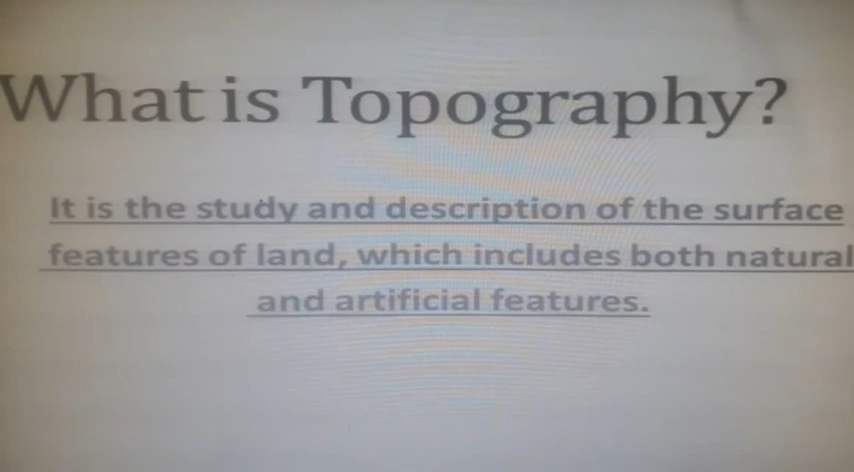 What is Topography?
It is the study and description of the surface
features of land, which includes both natural
and artificial features.